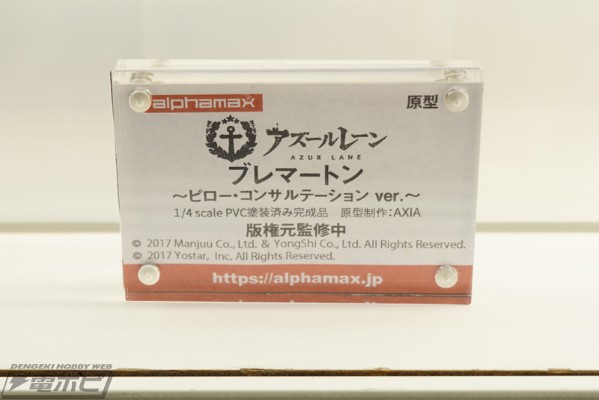 alphamax
原型
アズールレーン
AZUR LANE
ブレマートン
～ピロー・コンサルテーション ver.～
1/4 scale PVC塗装済み完成品 原型制作：AXIA
版権元監修中
© 2017 Manjuu Co., Ltd. & YongShi Co., Ltd. All Rights Reserved.
© 2017 Yostar, Inc. All Rights Reserved.
https://alphamax.jp
DENGEKI HOBBY WEB
電ホビ